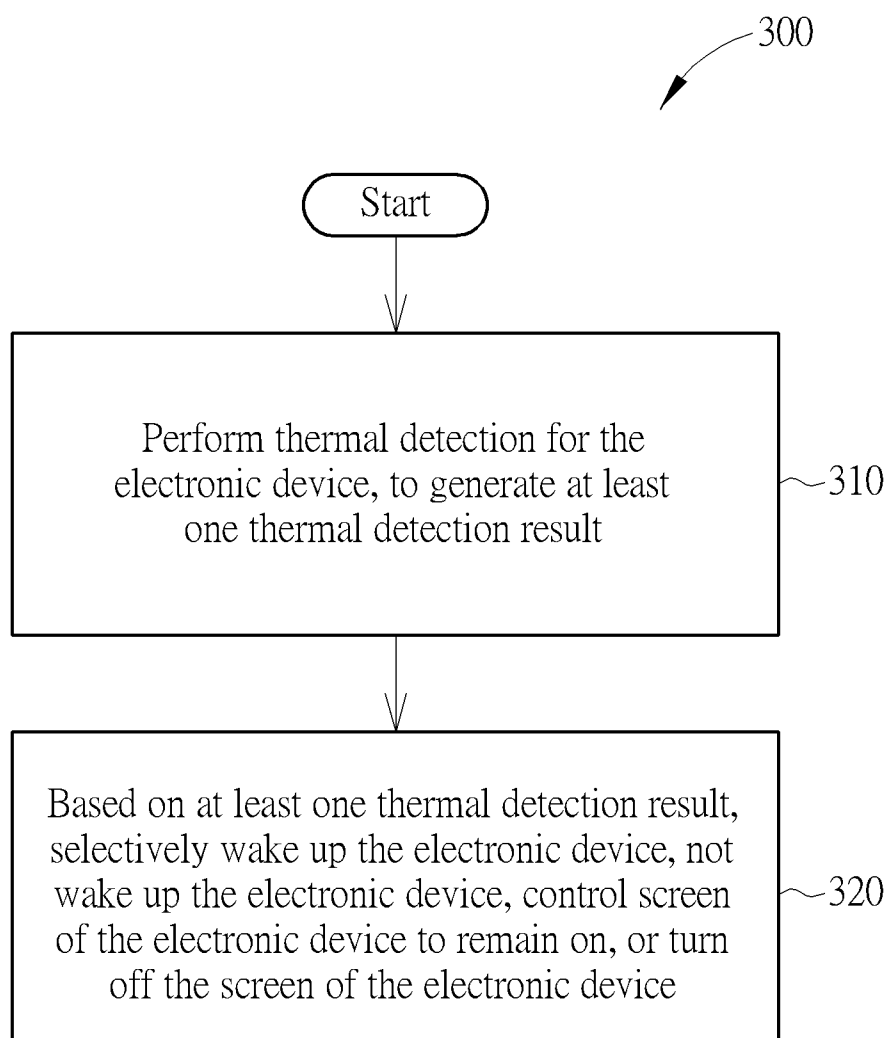 300
Start
Perform thermal detection for the
electronic device, to generate at least
one thermal detection result
310
Based on at least one thermal detection result,
selectively wake up the electronic device, not
wake up the electronic device, control screen
of the electronic device to remain on, or turn
off the screen of the electronic device
320